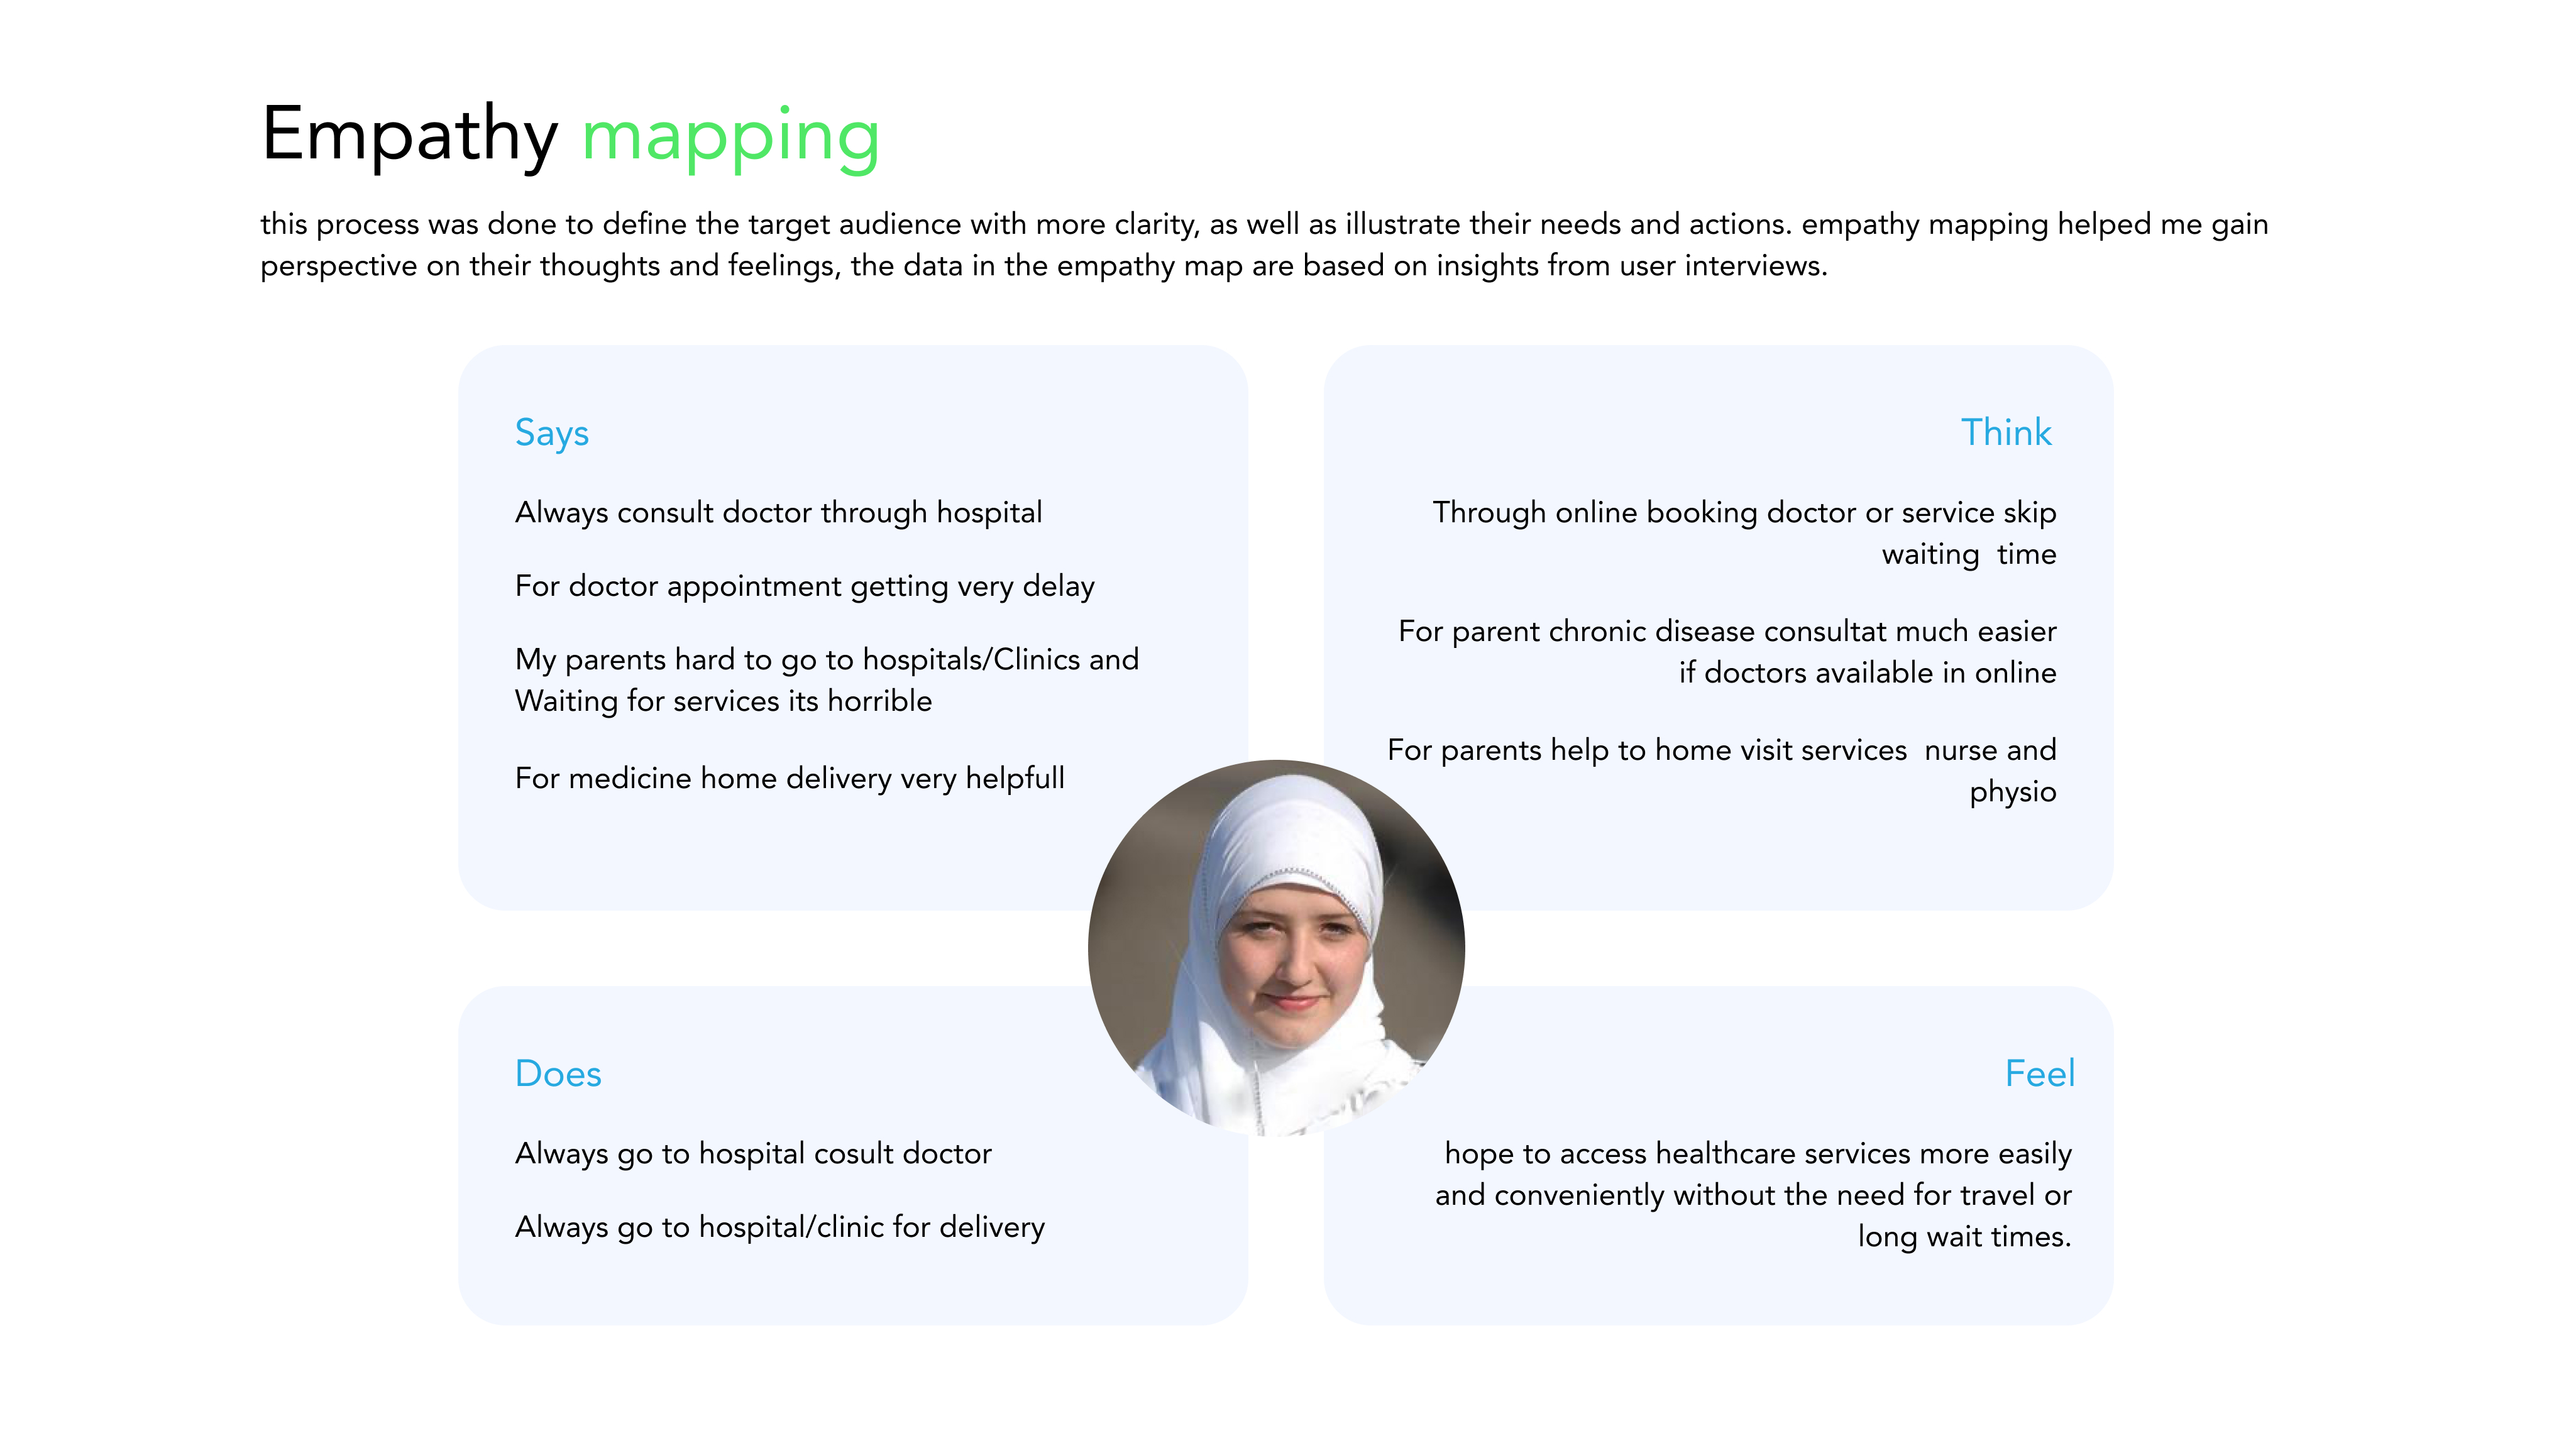 Empathy mapping
this process was done to define the target audience with more clarity, as well as illustrate their needs and actions. empathy mapping helped me gain
perspective on their thoughts and feelings, the data in the empathy map are based on insights from user interviews.
Says
Always consult doctor through hospital
For doctor appointment getting very delay
My parents hard to go to hospitals/Clinics and
Waiting for services its horrible
For medicine home delivery very helpfull
Think
Through online booking doctor or service skip
waiting  time
For parent chronic disease consultat much easier
if doctors available in online
For parents help to home visit services  nurse and
physio
Does
Always go to hospital cosult doctor
Always go to hospital/clinic for delivery
Feel
hope to access healthcare services more easily
and conveniently without the need for travel or
long wait times.